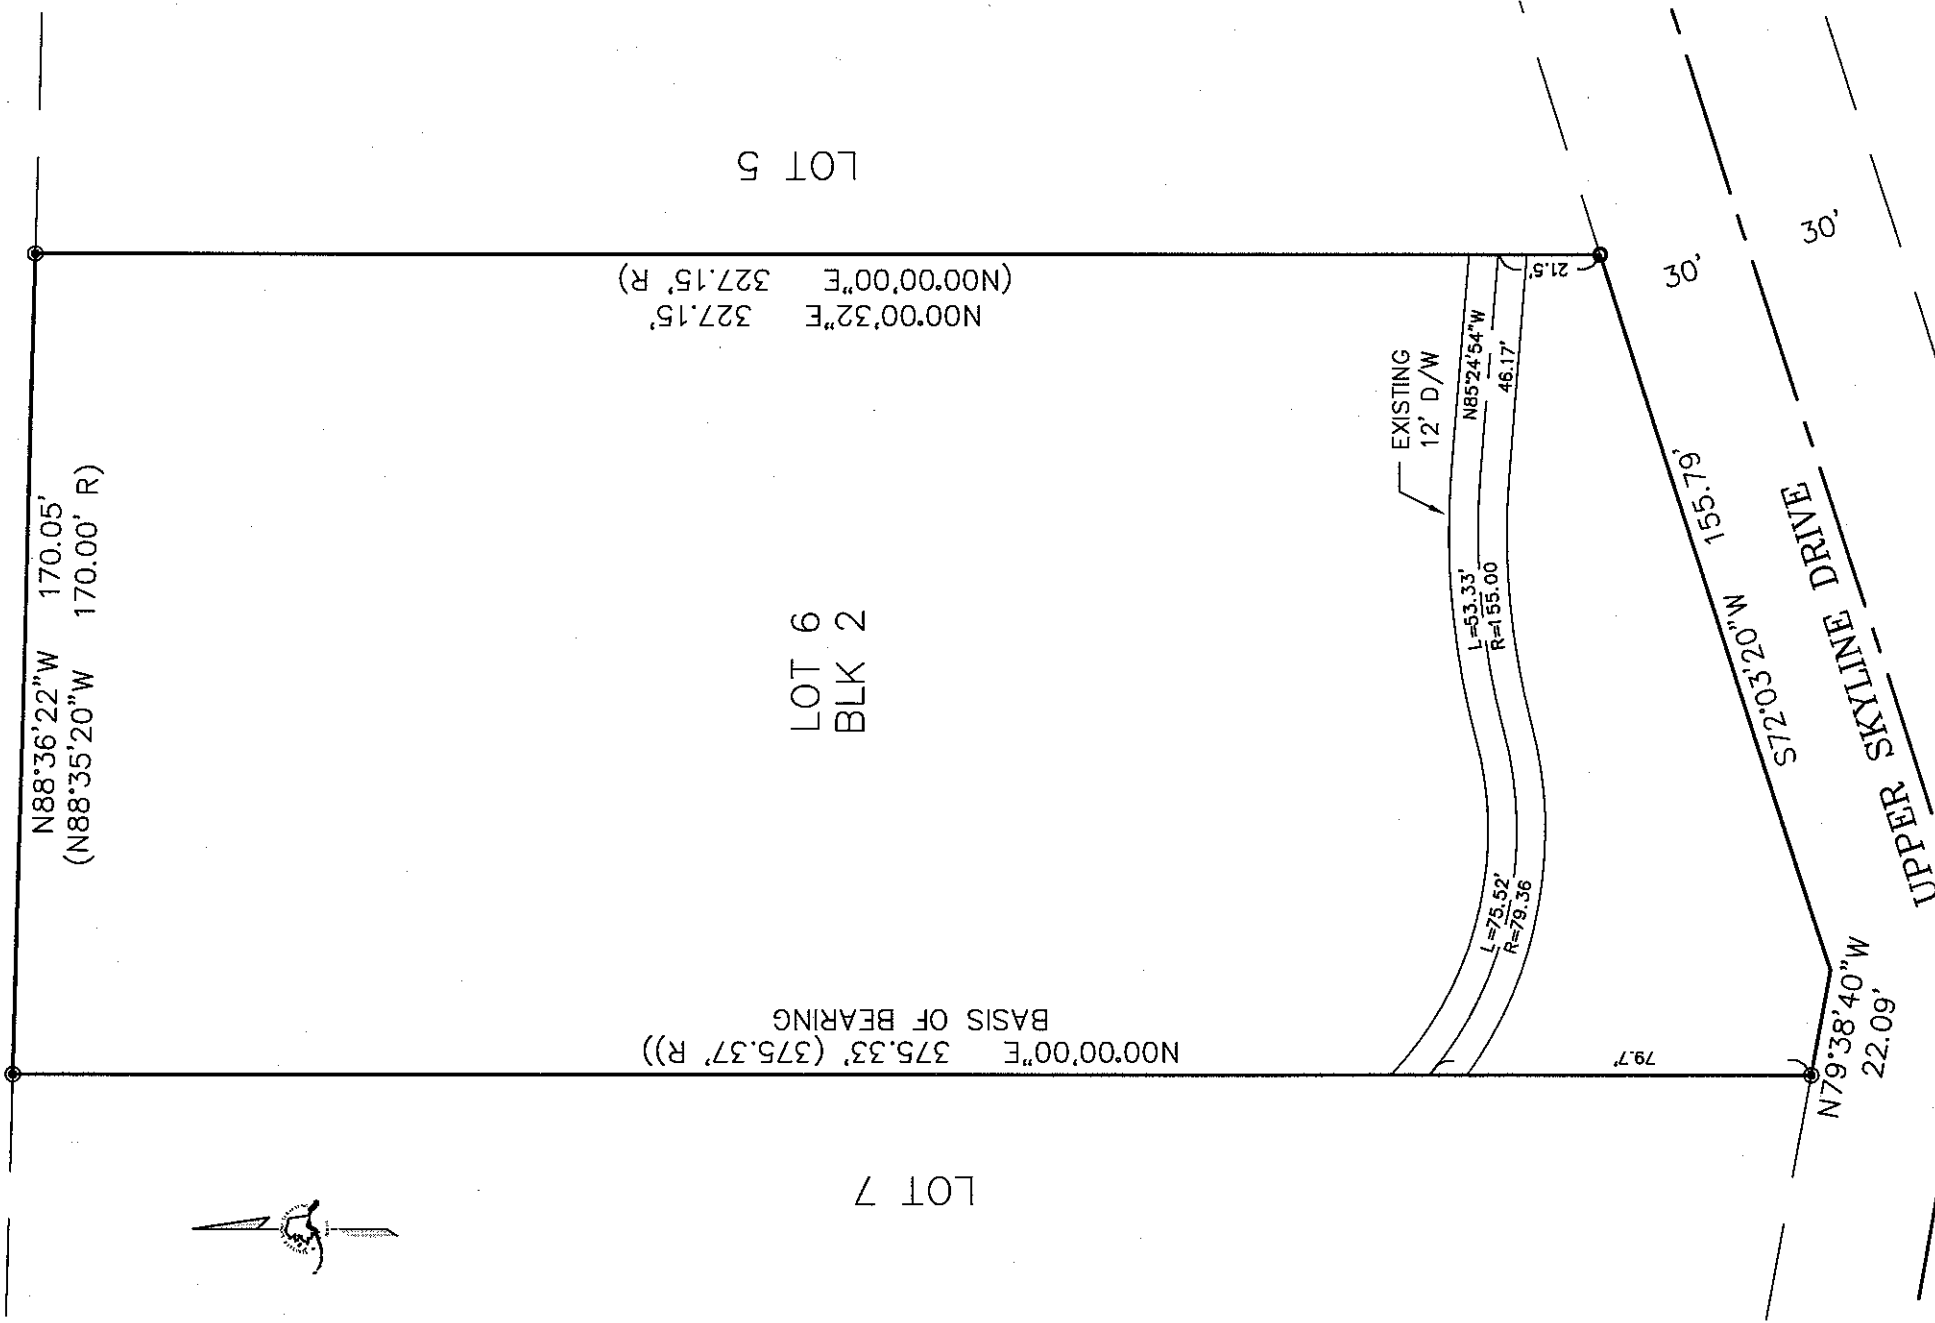 N88°36'22"W 170.05'
(N88°35'20"W 170.00' R)
LOT 5
(N00°00'00"E 327.15' R)
N00°00'32"E 327.15'
LOT 6
BLK 2
EXISTING
12' D/W
N85°24'54"W
46.17'
21.5'
L=53.33'
R=155.00
L=75.52'
R=79.36
79.7'
BASIS OF BEARING
N00°00'00"E 375.33' (375.37' R))
LOT 7
S72°03'20"W 155.79'
N79°38'40"W
22.09'
UPPER SKYLINE DRIVE
30'
30'